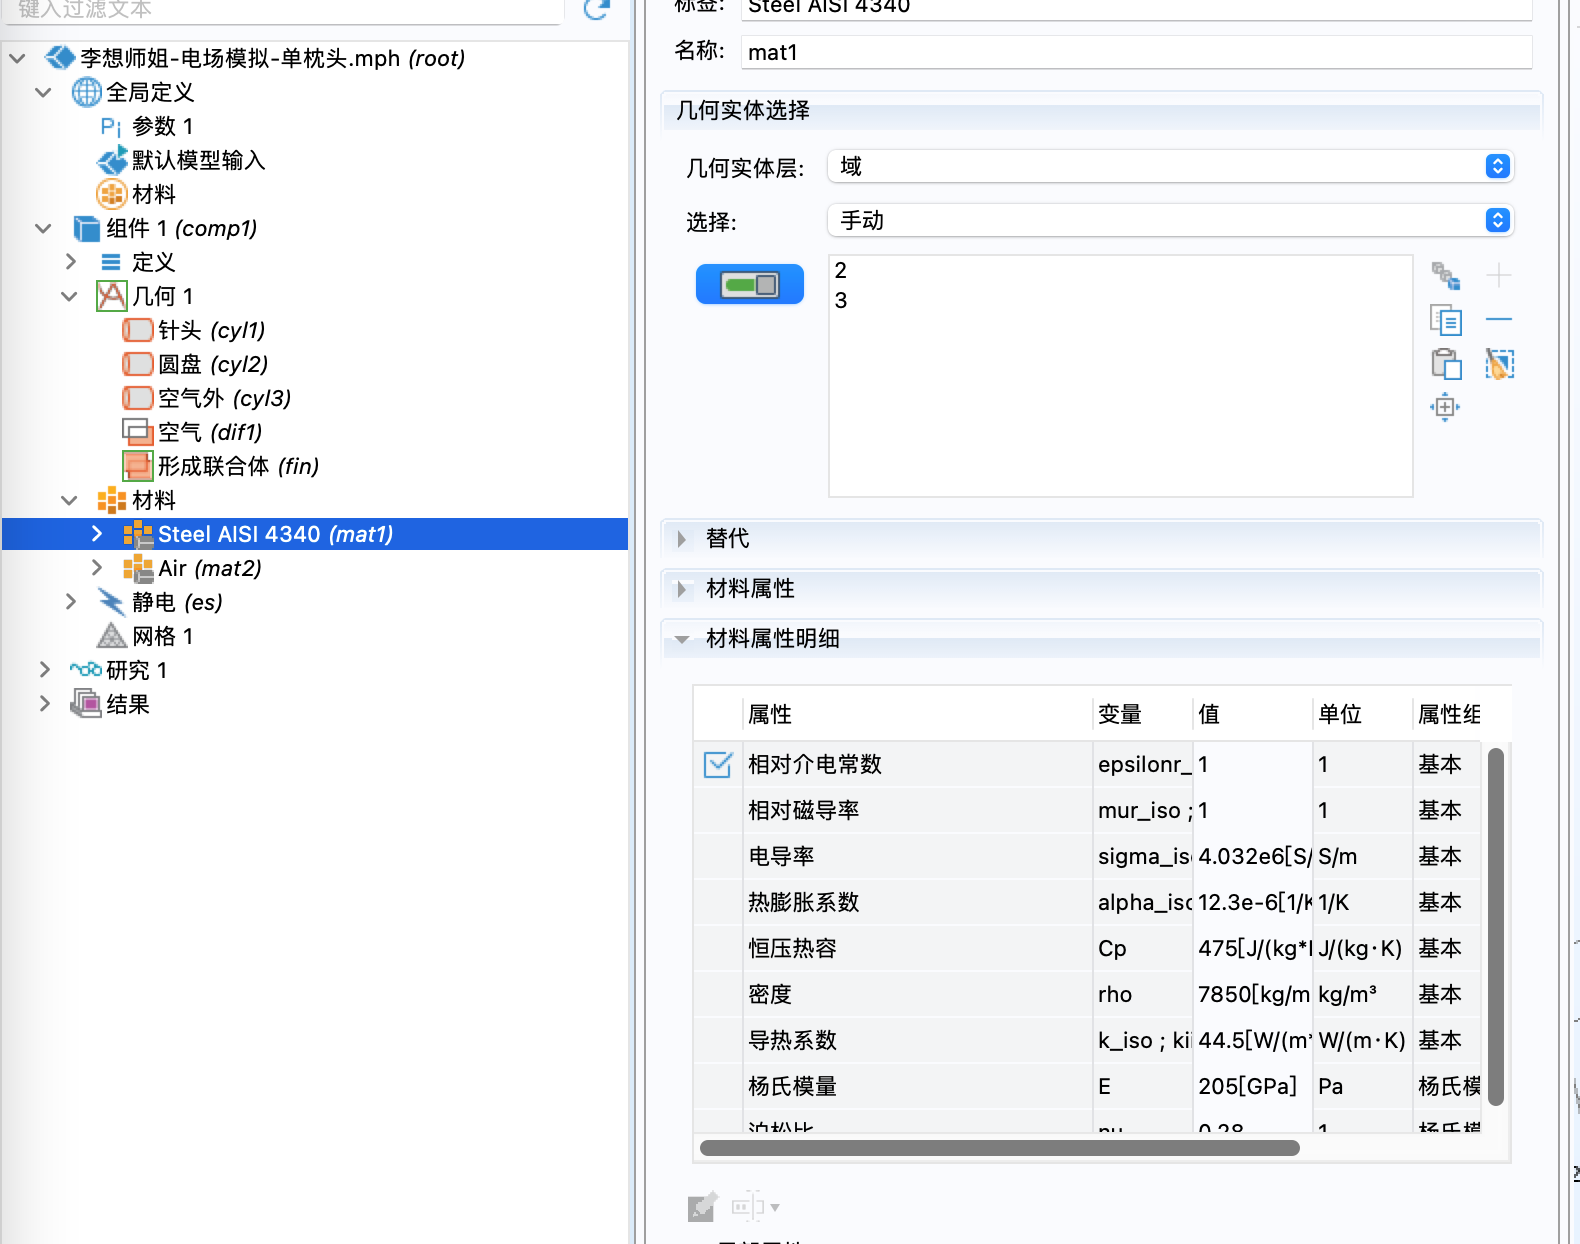 键入过滤文本
李想师姐-电场模拟-单枕头.mph (root)
全局定义
Pi 参数 1
默认模型输入
材料
组件 1 (comp1)
定义
几何 1
针头 (cyl1)
圆盘 (cyl2)
空气外 (cyl3)
空气 (dif1)
形成联合体 (fin)
材料
Steel AISI 4340 (mat1)
Air (mat2)
静电 (es)
网格 1
研究 1
结果
标签: Steel AISI 4340
名称: mat1
几何实体选择
几何实体层: 域
选择: 手动
2
3
替代
材料属性
材料属性明细
属性 变量 值 单位 属性组
相对介电常数 epsilonr_ 1 1 基本
相对磁导率 mur_iso ; 1 1 基本
电导率 sigma_is 4.032e6[S/ S/m 基本
热膨胀系数 alpha_iso 12.3e-6[1/K 1/K 基本
恒压热容 Cp 475[J/(kg* J/(kg·K) 基本
密度 rho 7850[kg/m kg/m³ 基本
导热系数 k_iso ; kii 44.5[W/(m* W/(m·K) 基本
杨氏模量 E 205[GPa] Pa 杨氏模
泊松比 nu 0.28 1 杨氏模